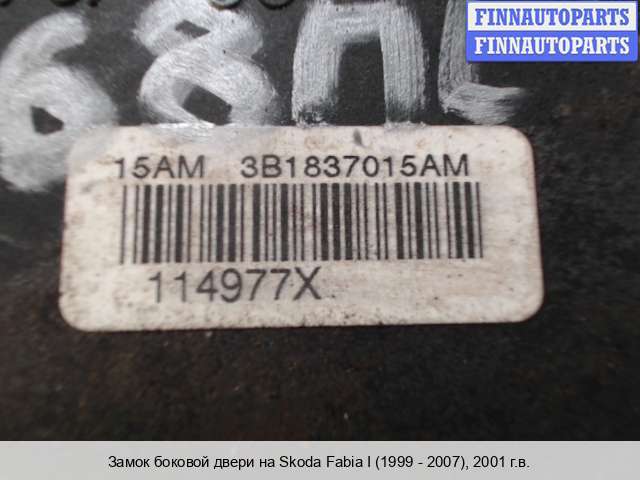 FINNAUTOPARTS
FINNAUTOPARTS
15AM 3B1837015AM
114977X
Замок боковой двери на Skoda Fabia I (1999 - 2007), 2001 г.в.